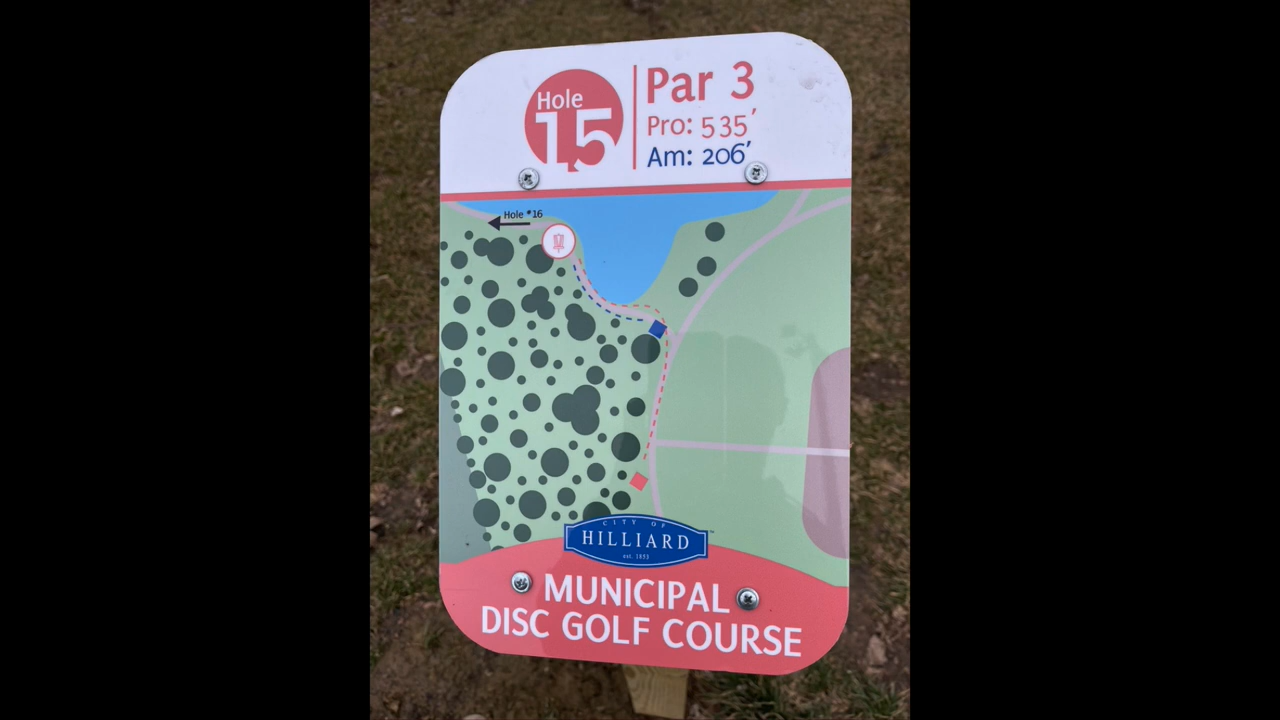 Hole
15
Par 3
Pro: 535'
Am: 206'
Hole #16
CITY OF
HILLIARD
est. 1853
MUNICIPAL
DISC GOLF COURSE